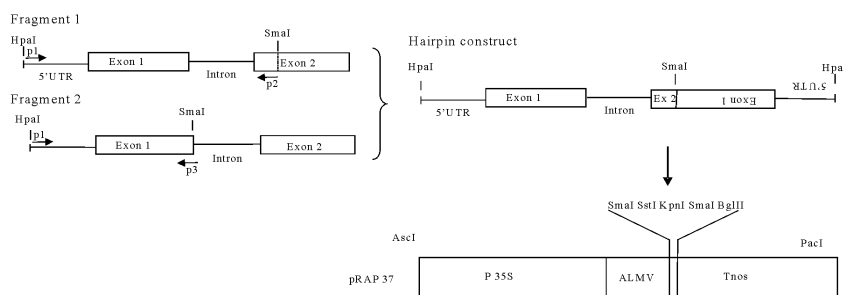 Fragment 1
HpaI
p1
SmaI
Exon 1
Exon 2
5'UTR
Intron
p2
Fragment 2
HpaI
p1
SmaI
Exon 1
Exon 2
Intron
p3
Hairpin construct
HpaI
SmaI
Hpa
Exon 1
Ex 2
Exon 1
5'UTR
5'UTR
Intron
SmaI SstI KpnI SmaI BglII
AscI
PacI
pRAP 37
P 35S
ALMV
Tnos